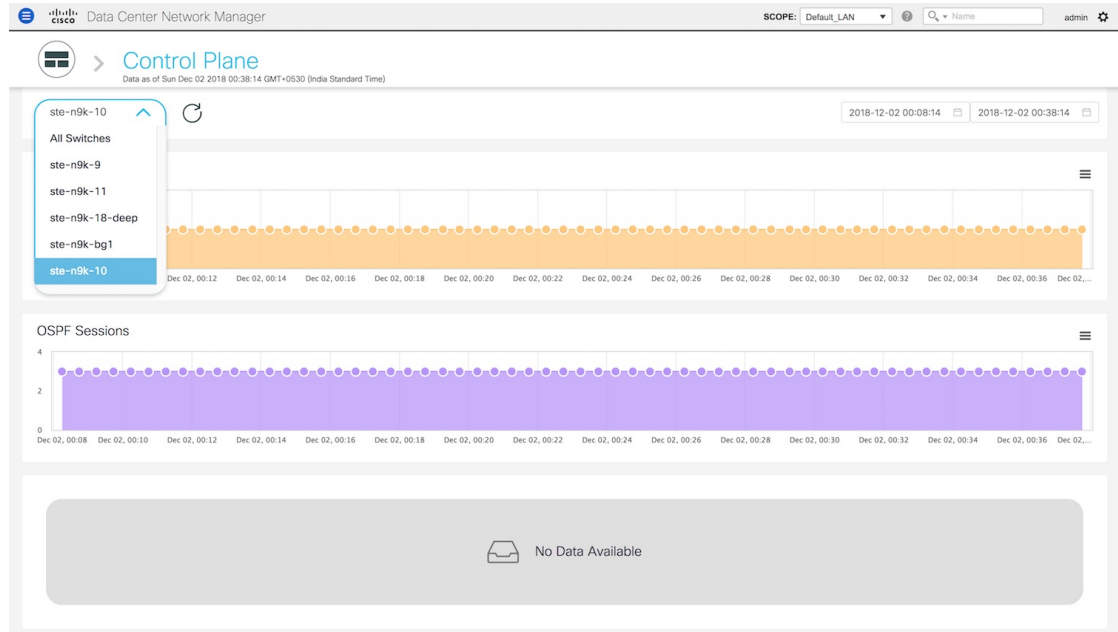 cisco Data Center Network Manager SCOPE: Default_LAN Name admin
Control Plane
Data as of Sun Dec 02 2018 00:38:14 GMT+0530 (India Standard Time)
ste-n9k-10 2018-12-02 00:08:14 2018-12-02 00:38:14
All Switches
ste-n9k-9
ste-n9k-11
ste-n9k-18-deep
ste-n9k-bg1
ste-n9k-10
Dec 02, 00:12 Dec 02, 00:14 Dec 02, 00:16 Dec 02, 00:18 Dec 02, 00:20 Dec 02, 00:22 Dec 02, 00:24 Dec 02, 00:26 Dec 02, 00:28 Dec 02, 00:30 Dec 02, 00:32 Dec 02, 00:34 Dec 02, 00:36 Dec 02,...
OSPF Sessions
4
2
0
Dec 02, 00:08 Dec 02, 00:10 Dec 02, 00:12 Dec 02, 00:14 Dec 02, 00:16 Dec 02, 00:18 Dec 02, 00:20 Dec 02, 00:22 Dec 02, 00:24 Dec 02, 00:26 Dec 02, 00:28 Dec 02, 00:30 Dec 02, 00:32 Dec 02, 00:34 Dec 02, 00:36 Dec 02,...
No Data Available